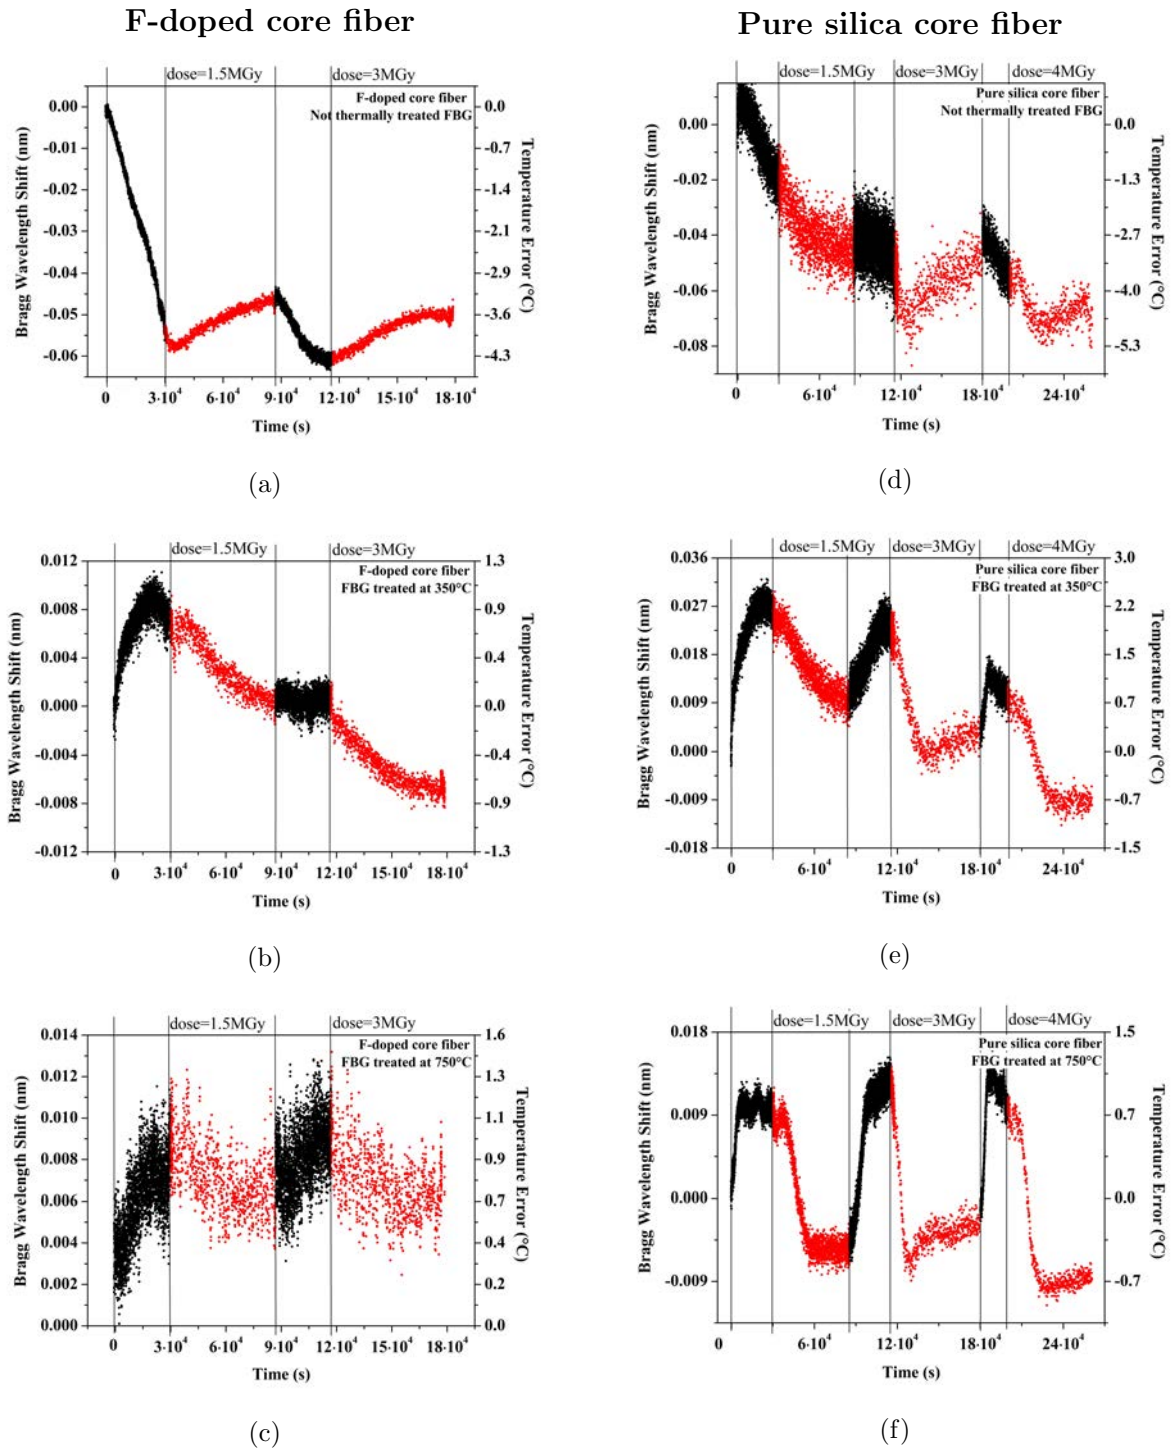 F-doped core fiber
Pure silica core fiber
dose=1.5MGy
dose=3MGy
F-doped core fiber
Not thermally treated FBG
0.00
-0.01
-0.02
-0.03
-0.04
-0.05
-0.06
Bragg Wavelength Shift (nm)
0.0
-0.7
-1.4
-2.1
-2.9
-3.6
-4.3
Temperature Error (°C)
0
3·10⁴
6·10⁴
9·10⁴
12·10⁴
15·10⁴
18·10⁴
Time (s)
(a)
dose=1.5MGy
dose=3MGy
dose=4MGy
Pure silica core fiber
Not thermally treated FBG
0.00
-0.02
-0.04
-0.06
-0.08
Bragg Wavelength Shift (nm)
0.0
-1.3
-2.7
-4.0
-5.3
Temperature Error (°C)
0
6·10⁴
12·10⁴
18·10⁴
24·10⁴
Time (s)
(d)
dose=1.5MGy
dose=3MGy
F-doped core fiber
FBG treated at 350°C
0.012
0.008
0.004
0.000
-0.004
-0.008
-0.012
Bragg Wavelength Shift (nm)
1.3
0.9
0.4
0.0
-0.4
-0.9
-1.3
Temperature Error (°C)
0
3·10⁴
6·10⁴
9·10⁴
12·10⁴
15·10⁴
18·10⁴
Time (s)
(b)
dose=1.5MGy
dose=3MGy
dose=4MGy
Pure silica core fiber
FBG treated at 350°C
0.036
0.027
0.018
0.009
0.000
-0.009
-0.018
Bragg Wavelength Shift (nm)
3.0
2.2
1.5
0.7
0.0
-0.7
-1.5
Temperature Error (°C)
0
6·10⁴
12·10⁴
18·10⁴
24·10⁴
Time (s)
(e)
dose=1.5MGy
dose=3MGy
F-doped core fiber
FBG treated at 750°C
0.014
0.012
0.010
0.008
0.006
0.004
0.002
0.000
Bragg Wavelength Shift (nm)
1.6
1.3
1.1
0.9
0.7
0.4
0.2
0.0
Temperature Error (°C)
0
3·10⁴
6·10⁴
9·10⁴
12·10⁴
15·10⁴
18·10⁴
Time (s)
(c)
dose=1.5MGy
dose=3MGy
dose=4MGy
Pure silica core fiber
FBG treated at 750°C
0.018
0.009
0.000
-0.009
Bragg Wavelength Shift (nm)
1.5
0.7
0.0
-0.7
Temperature Error (°C)
0
6·10⁴
12·10⁴
18·10⁴
24·10⁴
Time (s)
(f)